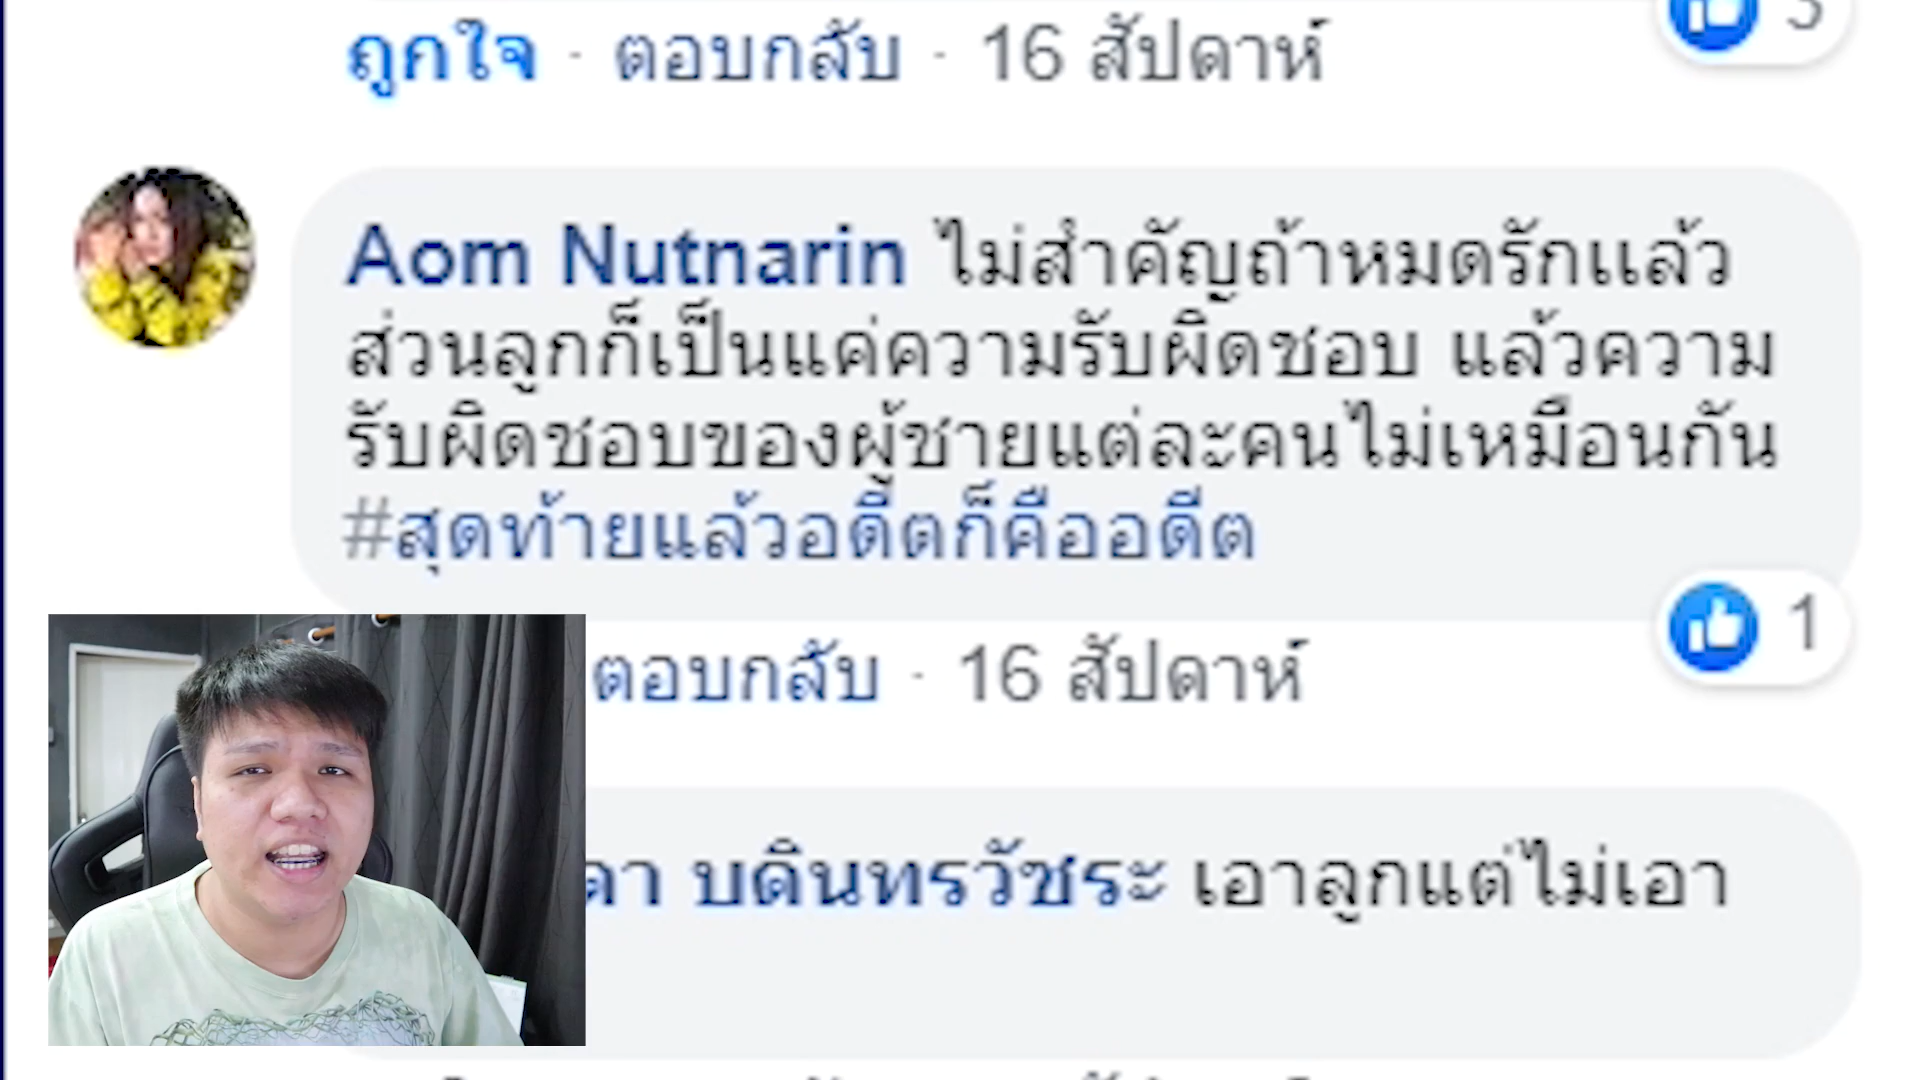 ถูกใจ · ตอบกลับ · 16 สัปดาห์
3
Aom Nutnarin ไม่สำคัญถ้าหมดรักแล้ว
ส่วนลูกก็เป็นแค่ความรับผิดชอบ แล้วความ
รับผิดชอบของผู้ชายแต่ละคนไม่เหมือนกัน
#สุดท้ายแล้วอดีตก็คืออดีต
1
ตอบกลับ · 16 สัปดาห์
บดินทรวัชระ เอาลูกแต่ไม่เอา